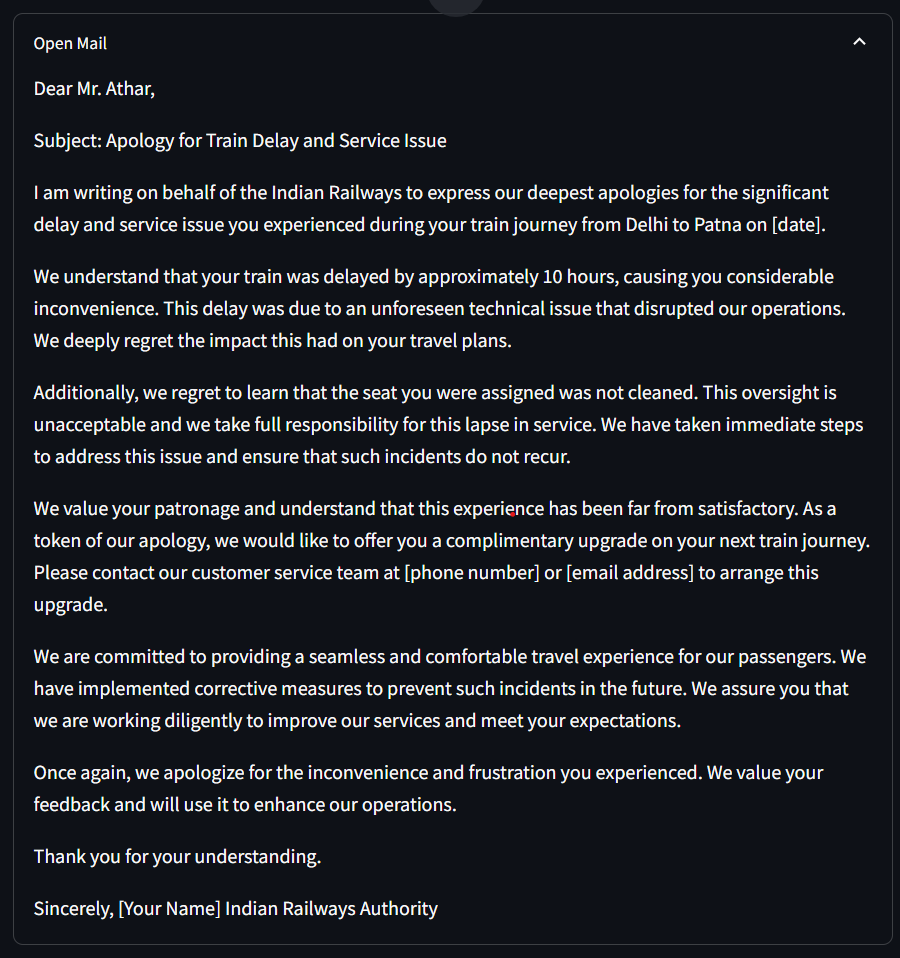 Open Mail
Dear Mr. Athar,
Subject: Apology for Train Delay and Service Issue
I am writing on behalf of the Indian Railways to express our deepest apologies for the significant
delay and service issue you experienced during your train journey from Delhi to Patna on [date].
We understand that your train was delayed by approximately 10 hours, causing you considerable
inconvenience. This delay was due to an unforeseen technical issue that disrupted our operations.
We deeply regret the impact this had on your travel plans.
Additionally, we regret to learn that the seat you were assigned was not cleaned. This oversight is
unacceptable and we take full responsibility for this lapse in service. We have taken immediate steps
to address this issue and ensure that such incidents do not recur.
We value your patronage and understand that this experience has been far from satisfactory. As a
token of our apology, we would like to offer you a complimentary upgrade on your next train journey.
Please contact our customer service team at [phone number] or [email address] to arrange this
upgrade.
We are committed to providing a seamless and comfortable travel experience for our passengers. We
have implemented corrective measures to prevent such incidents in the future. We assure you that
we are working diligently to improve our services and meet your expectations.
Once again, we apologize for the inconvenience and frustration you experienced. We value your
feedback and will use it to enhance our operations.
Thank you for your understanding.
Sincerely, [Your Name] Indian Railways Authority